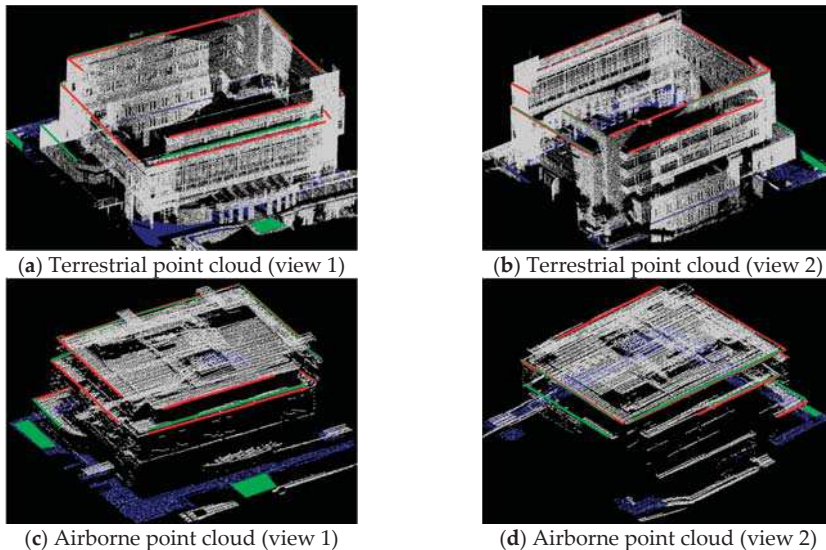 (a) Terrestrial point cloud (view 1)
(b) Terrestrial point cloud (view 2)
(c) Airborne point cloud (view 1)
(d) Airborne point cloud (view 2)